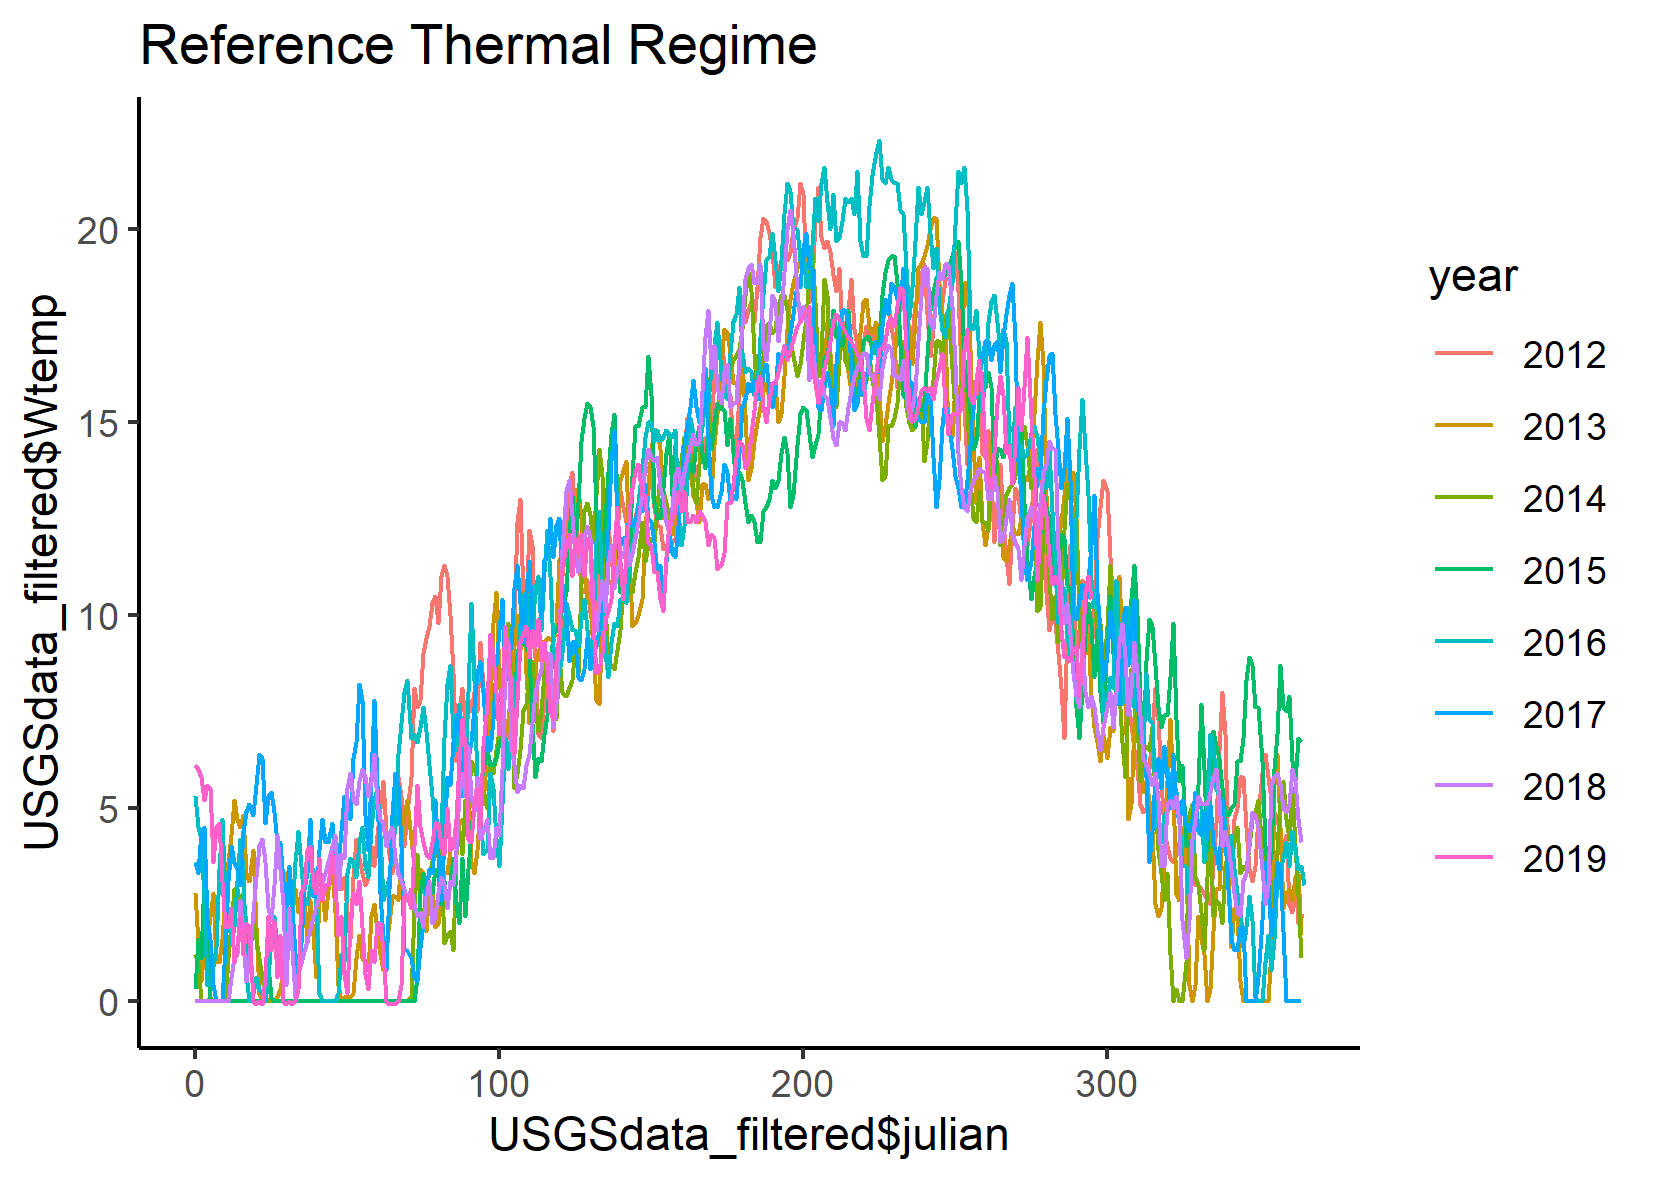 Reference Thermal Regime
USGSdata_filtered$Wtemp
20
15
10
5
0
0 100 200 300
USGSdata_filtered$julian
year
2012
2013
2014
2015
2016
2017
2018
2019